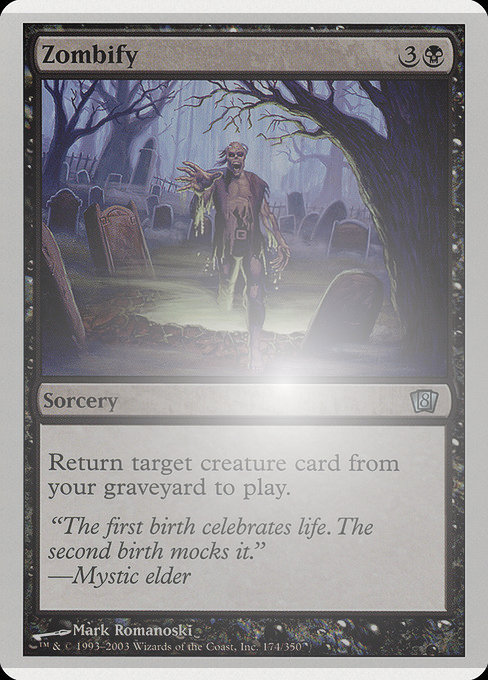 Zombify 3
Sorcery 8
Return target creature card from
your graveyard to play.
“The first birth celebrates life. The
second birth mocks it.”
—Mystic elder
Mark Romanoski
™ & © 1993–2003 Wizards of the Coast, Inc. 174/350